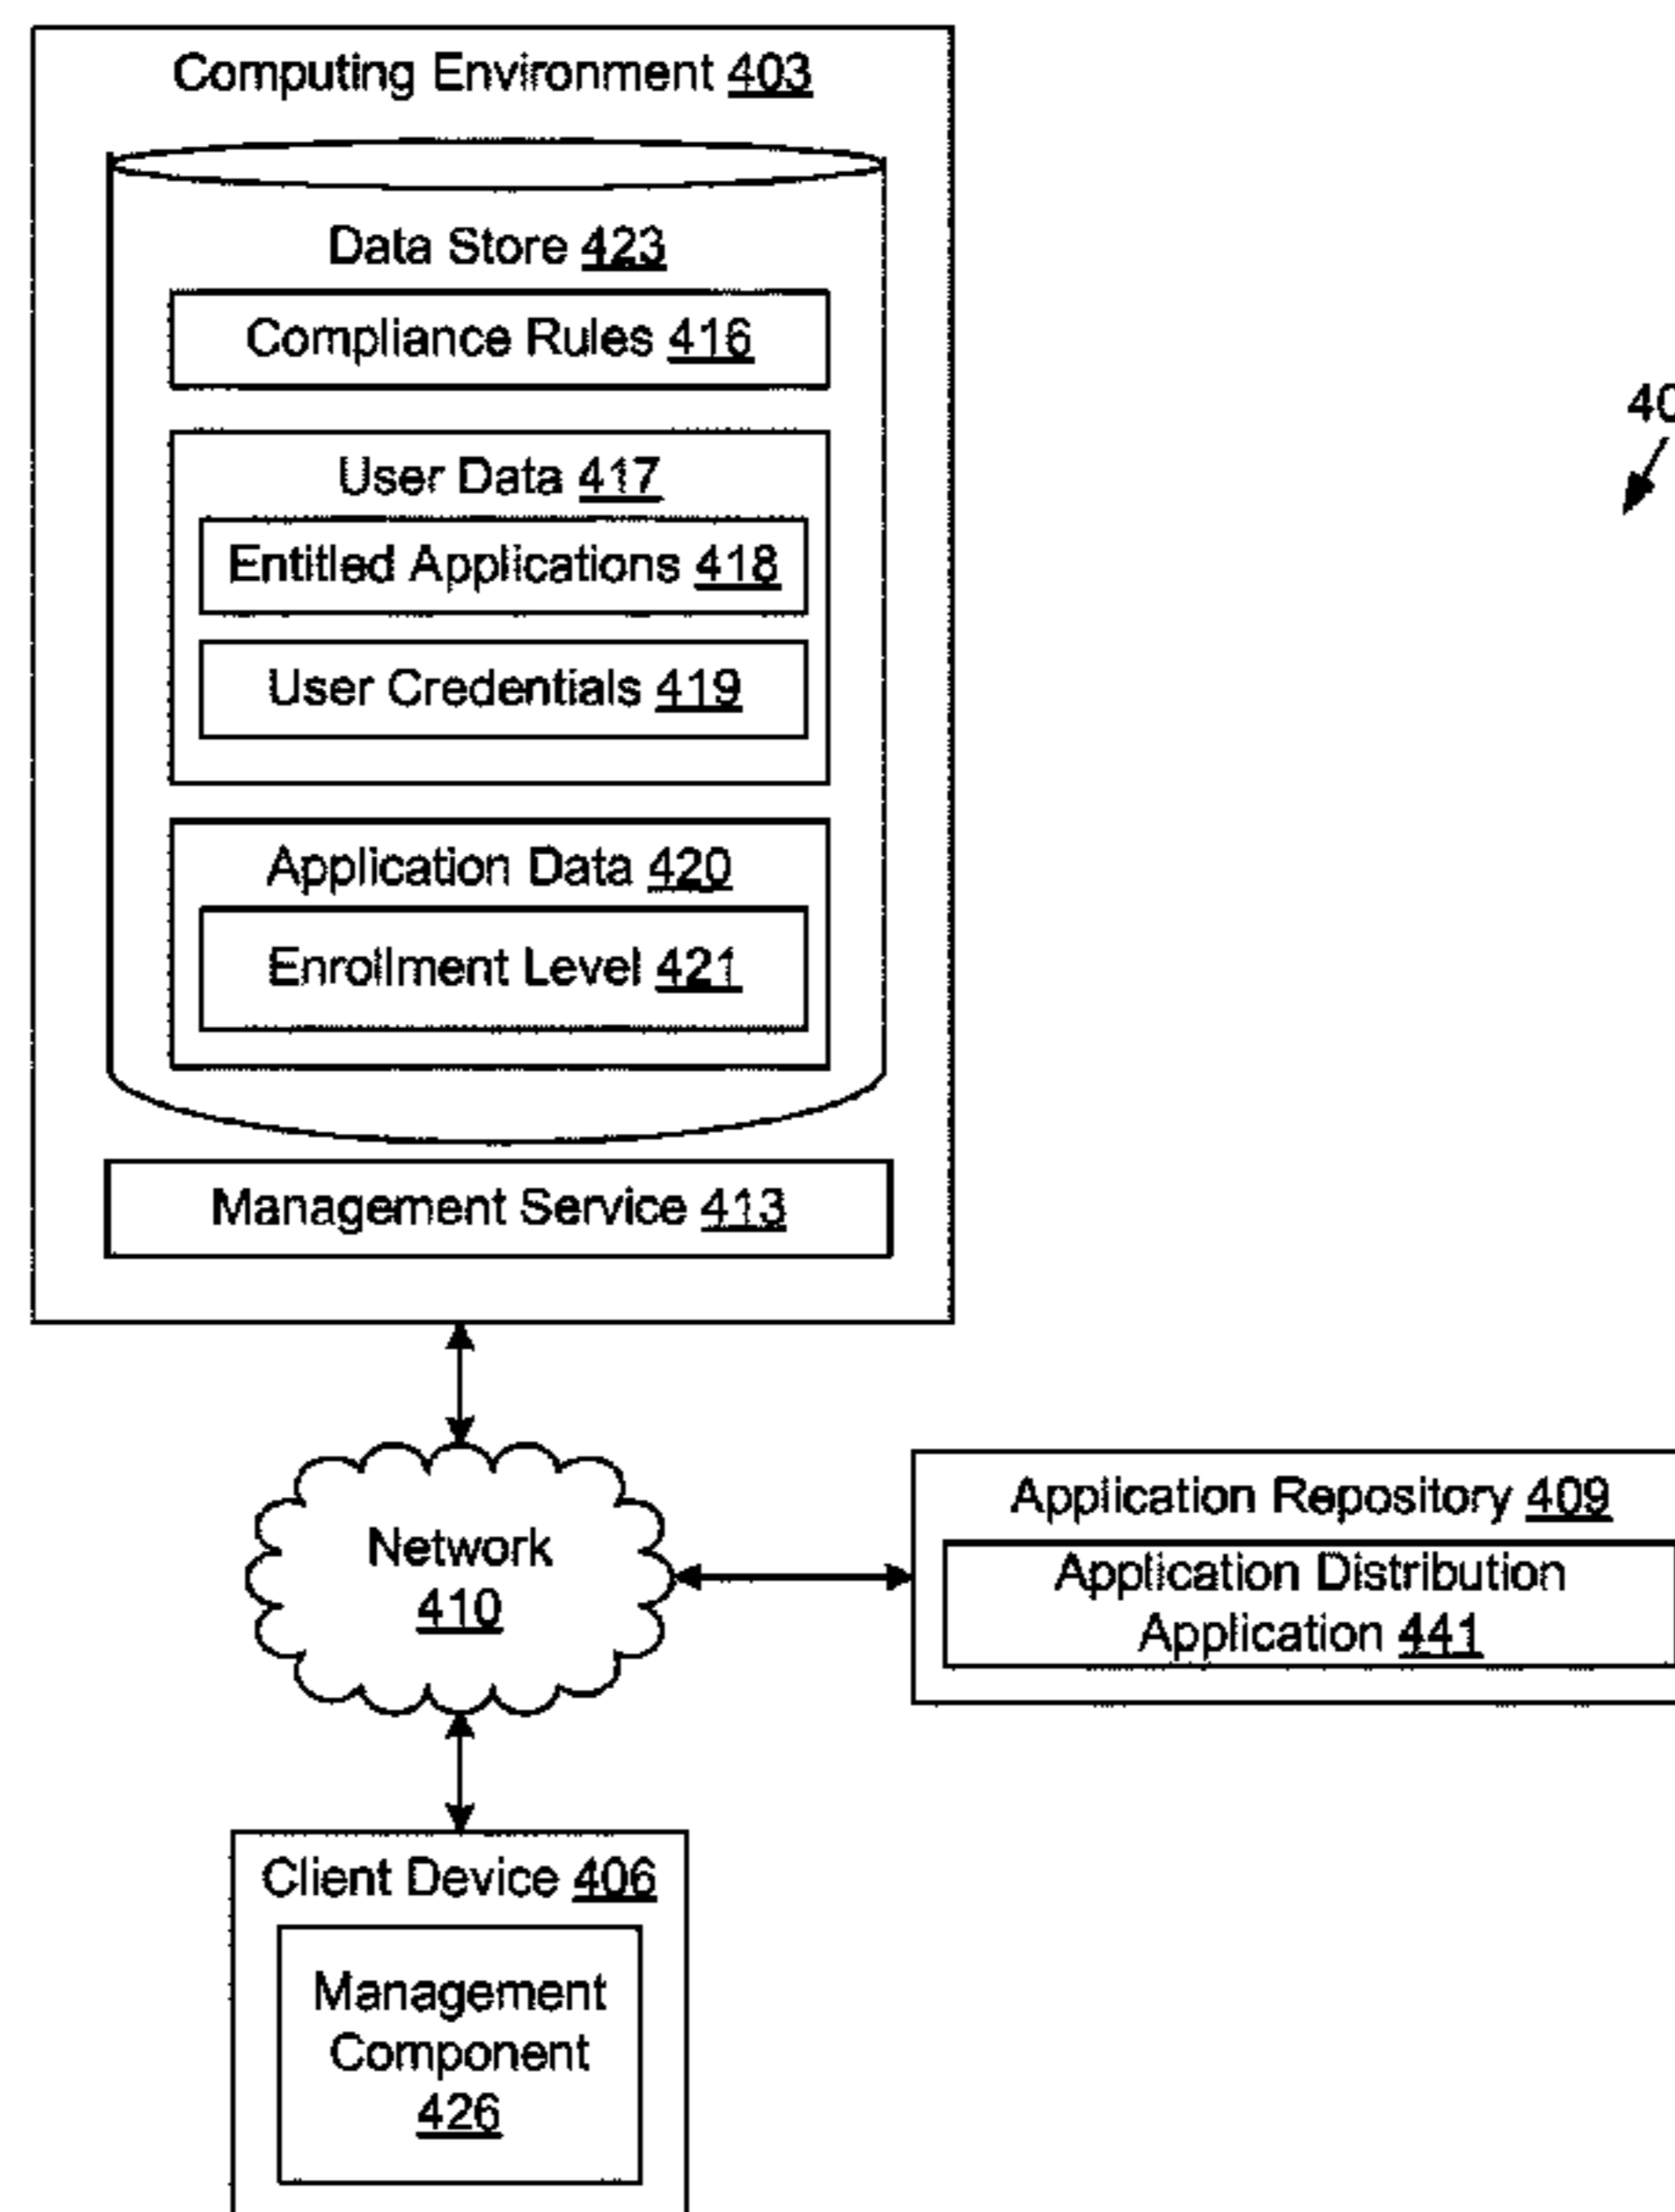 Computing Environment 403
Data Store 423
Compliance Rules 416
User Data 417
Entitled Applications 418
User Credentials 419
Application Data 420
Enrollment Level 421
Management Service 413
Network
410
Application Repository 409
Application Distribution
Application 441
Client Device 406
Management
Component
426